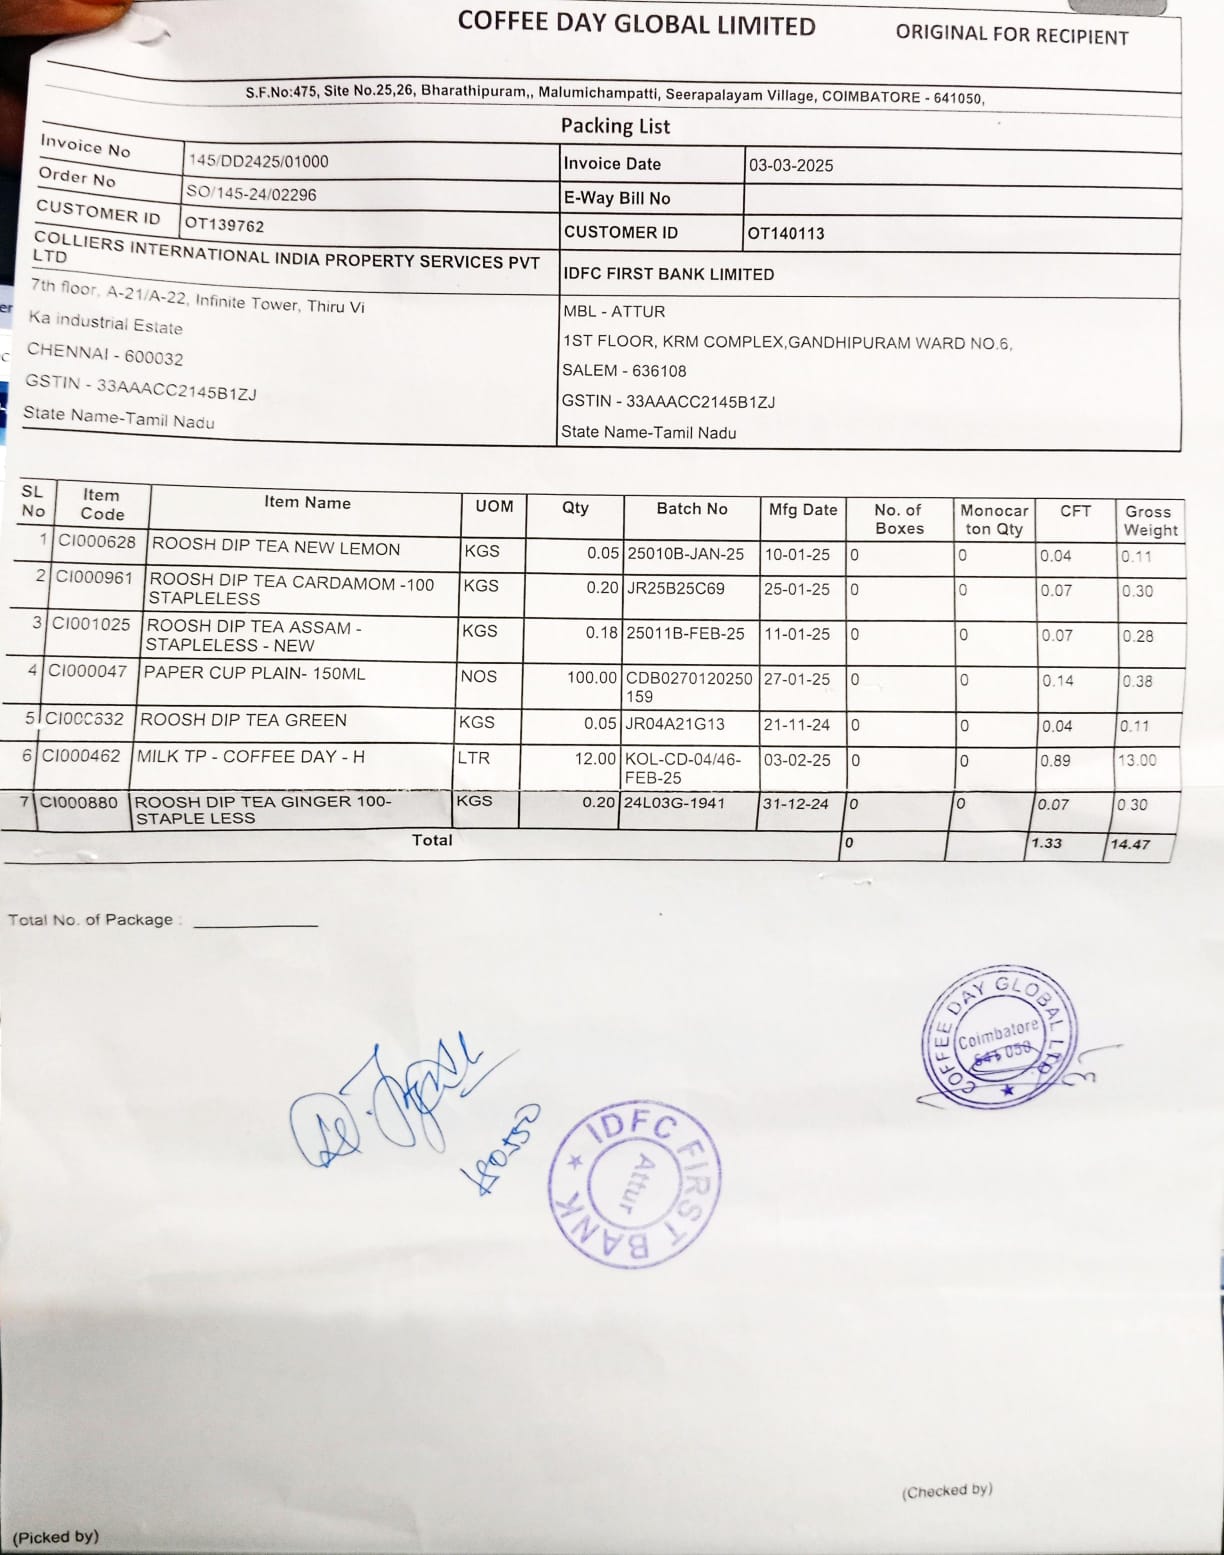 COFFEE DAY GLOBAL LIMITED
ORIGINAL FOR RECIPIENT
S.F.No:475, Site No.25,26, Bharathipuram,, Malumichampatti, Seerapalayam Village, COIMBATORE - 641050,
Packing List
Invoice No 145/DD2425/01000 Invoice Date 03-03-2025
Order No SO/145-24/02296 E-Way Bill No
CUSTOMER ID OT139762 CUSTOMER ID OT140113
COLLIERS INTERNATIONAL INDIA PROPERTY SERVICES PVT
LTD
7th floor, A-21/A-22, Infinite Tower, Thiru Vi
Ka industrial Estate
CHENNAI - 600032
GSTIN - 33AAACC2145B1ZJ
State Name-Tamil Nadu
IDFC FIRST BANK LIMITED
MBL - ATTUR
1ST FLOOR, KRM COMPLEX,GANDHIPURAM WARD NO.6,
SALEM - 636108
GSTIN - 33AAACC2145B1ZJ
State Name-Tamil Nadu
SL No Item Code Item Name UOM Qty Batch No Mfg Date No. of Boxes Monocar ton Qty CFT Gross Weight
1 CI000628 ROOSH DIP TEA NEW LEMON KGS 0.05 25010B-JAN-25 10-01-25 0 0 0.04 0.11
2 CI000961 ROOSH DIP TEA CARDAMOM -100 KGS 0.20 JR25B25C69 25-01-25 0 0 0.07 0.30
STAPLELESS
3 CI001025 ROOSH DIP TEA ASSAM - KGS 0.18 25011B-FEB-25 11-01-25 0 0 0.07 0.28
STAPLELESS - NEW
4 CI000047 PAPER CUP PLAIN- 150ML NOS 100.00 CDB0270120250 27-01-25 0 0 0.14 0.38
159
5 CI000632 ROOSH DIP TEA GREEN KGS 0.05 JR04A21G13 21-11-24 0 0 0.04 0.11
6 CI000462 MILK TP - COFFEE DAY - H LTR 12.00 KOL-CD-04/46- 03-02-25 0 0 0.89 13.00
FEB-25
7 CI000880 ROOSH DIP TEA GINGER 100- KGS 0.20 24L03G-1941 31-12-24 0 0 0.07 0 30
STAPLE LESS
Total 0 1.33 14.47
Total No. of Package :
COFFEE DAY GLOBAL LTD.
Coimbatore
641 050
IDFC FIRST BANK
Attur
(Checked by)
(Picked by)